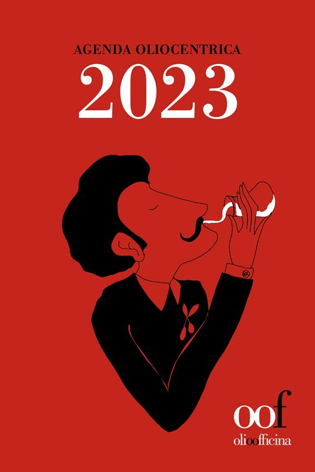 AGENDA OLIOCENTRICA
2023
oof
olioofficina